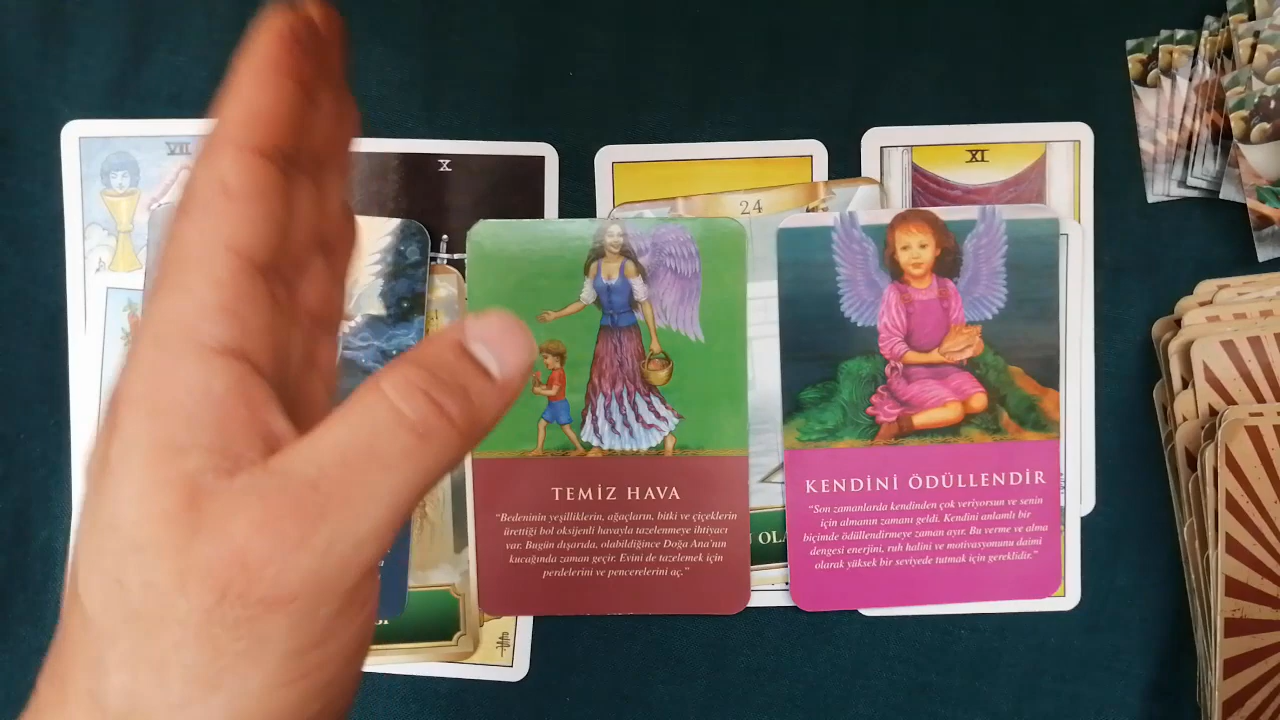 VII
X
XI
24
TEMİZ HAVA
"Bedeninin yeşilliklerin, ağaçların, bitki ve çiçeklerin
ürettiği bol oksijenli havayla tazelenmeye ihtiyacı
var. Bugün dışarıda, olabildiğince Doğa Ana'nın
kucağında zaman geçir. Evini de tazelemek için
perdelerini ve pencerelerini aç."
KENDİNİ ÖDÜLLENDİR
"Son zamanlarda kendinden çok veriyorsun ve senin
için almanın zamanı geldi. Kendini anlamlı bir
biçimde ödüllendirmeye zaman ayır. Bu verme ve alma
dengesi enerjini, ruh halini ve motivasyonunu daimi
olarak yüksek bir seviyede tutmak için gereklidir."